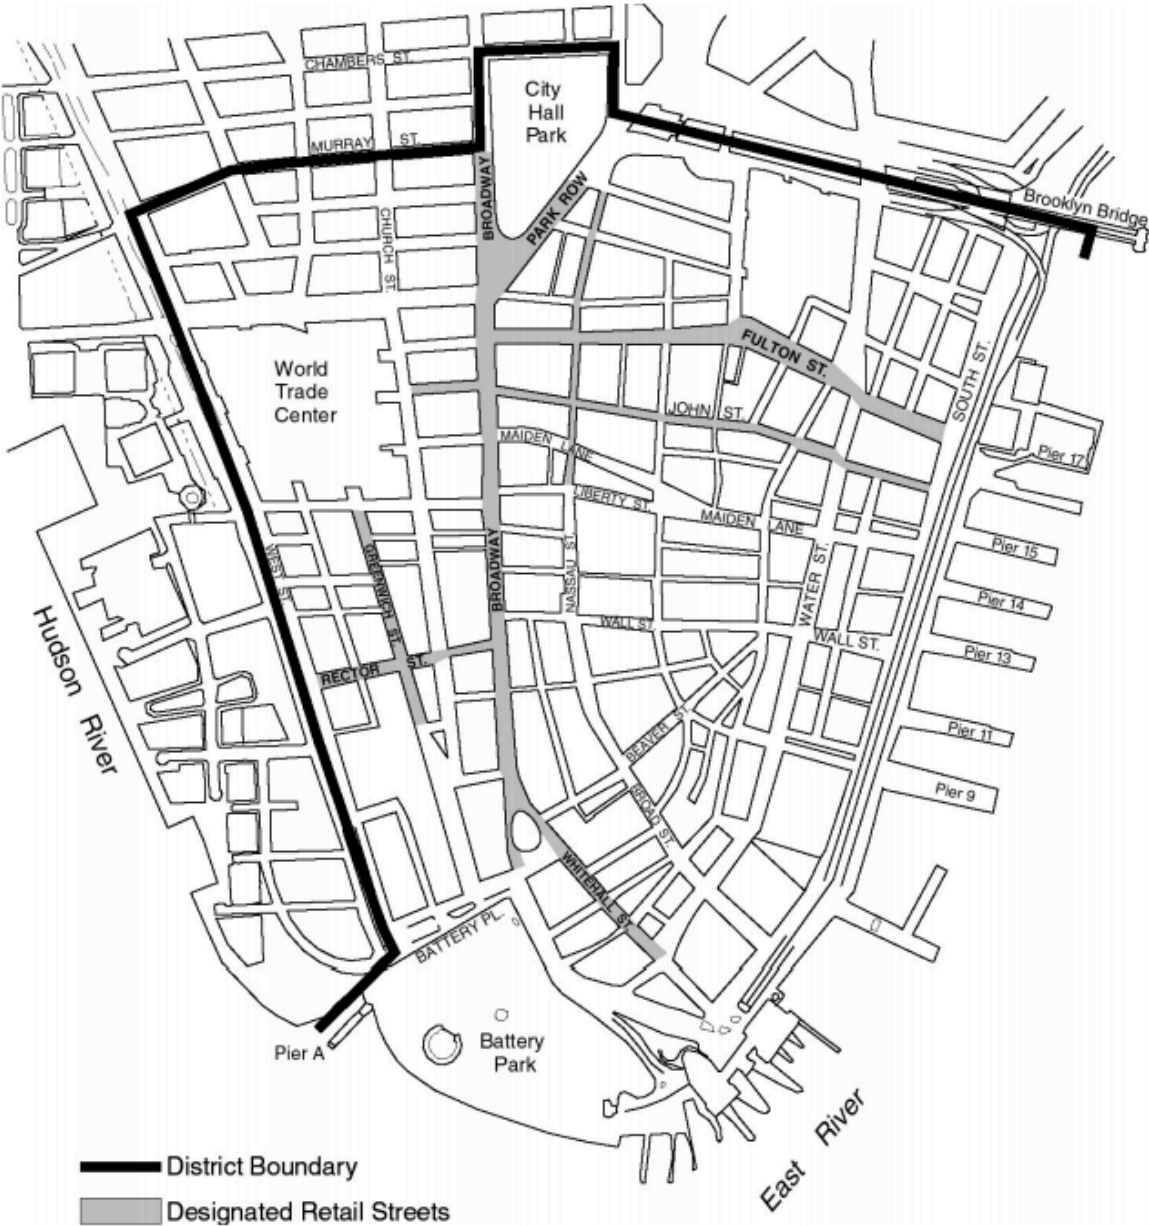 CHAMBERS ST.
City
Hall
Park
MURRAY ST.
BROADWAY
PARK ROW
CHURCH ST.
Brooklyn Bridge
World
Trade
Center
FULTON ST.
SOUTH ST.
JOHN ST.
MAIDEN LANE
Pier 17
LIBERTY ST.
MAIDEN LANE
BROADWAY
NASSAU ST.
WEST ST.
GREENWICH ST.
WATER ST.
Pier 15
Pier 14
WALL ST.
WALL ST.
Pier 13
Hudson River
RECTOR ST.
BEAVER ST.
Pier 11
Pier 9
BROAD ST.
WHITEHALL ST.
BATTERY PL.
Pier A
Battery
Park
East River
District Boundary
Designated Retail Streets